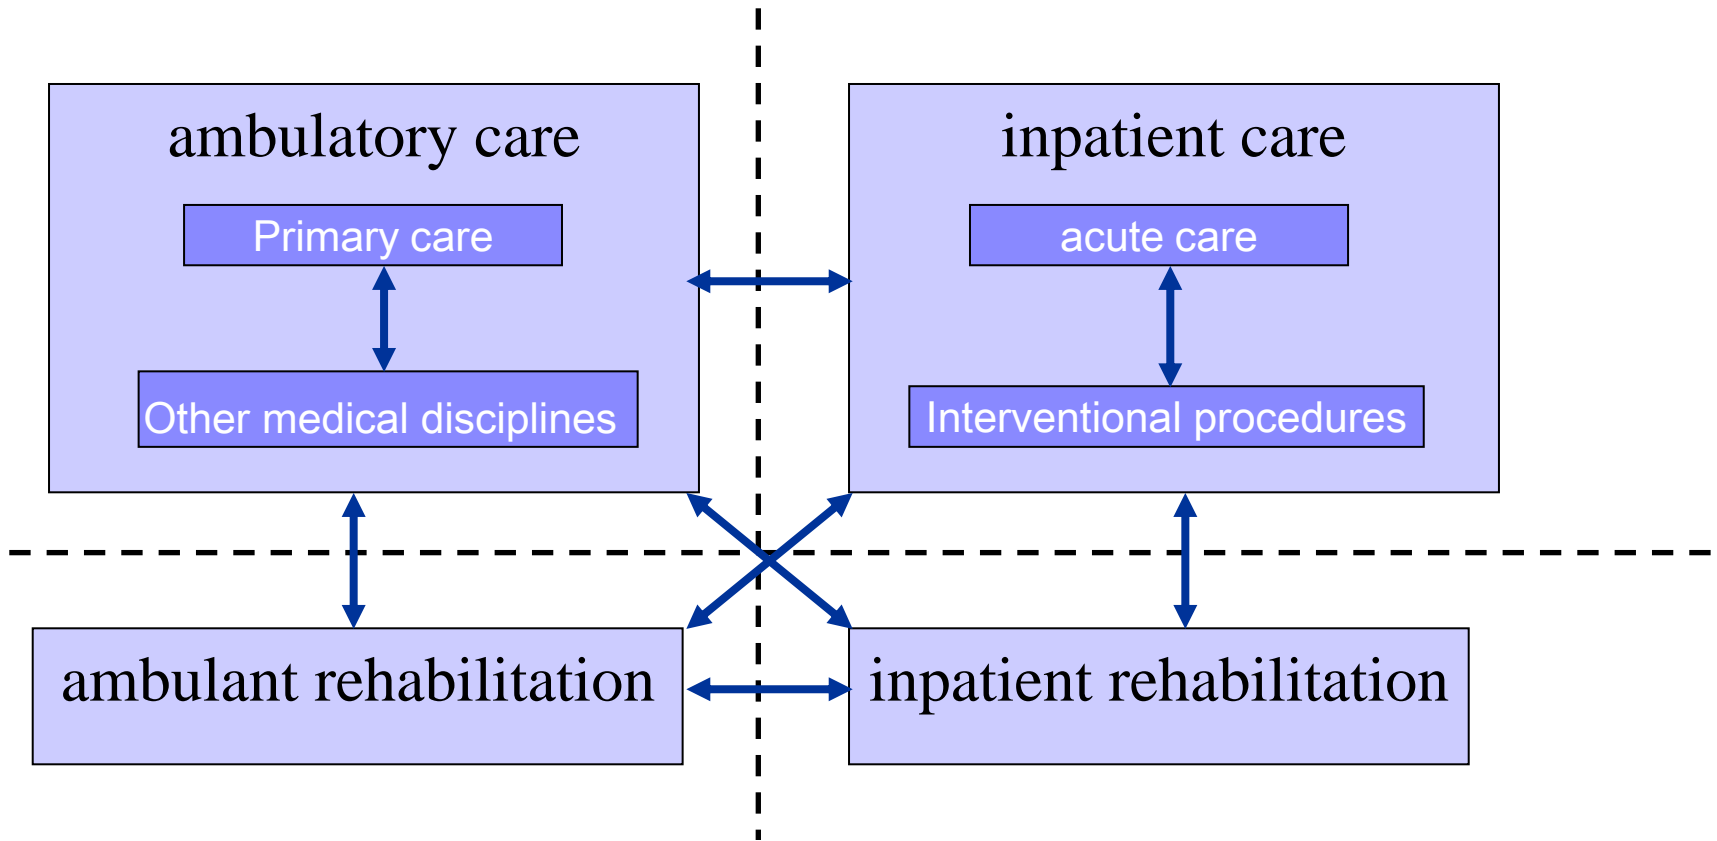 ambulatory care
Primary care
Other medical disciplines
inpatient care
acute care
Interventional procedures
ambulant rehabilitation
inpatient rehabilitation